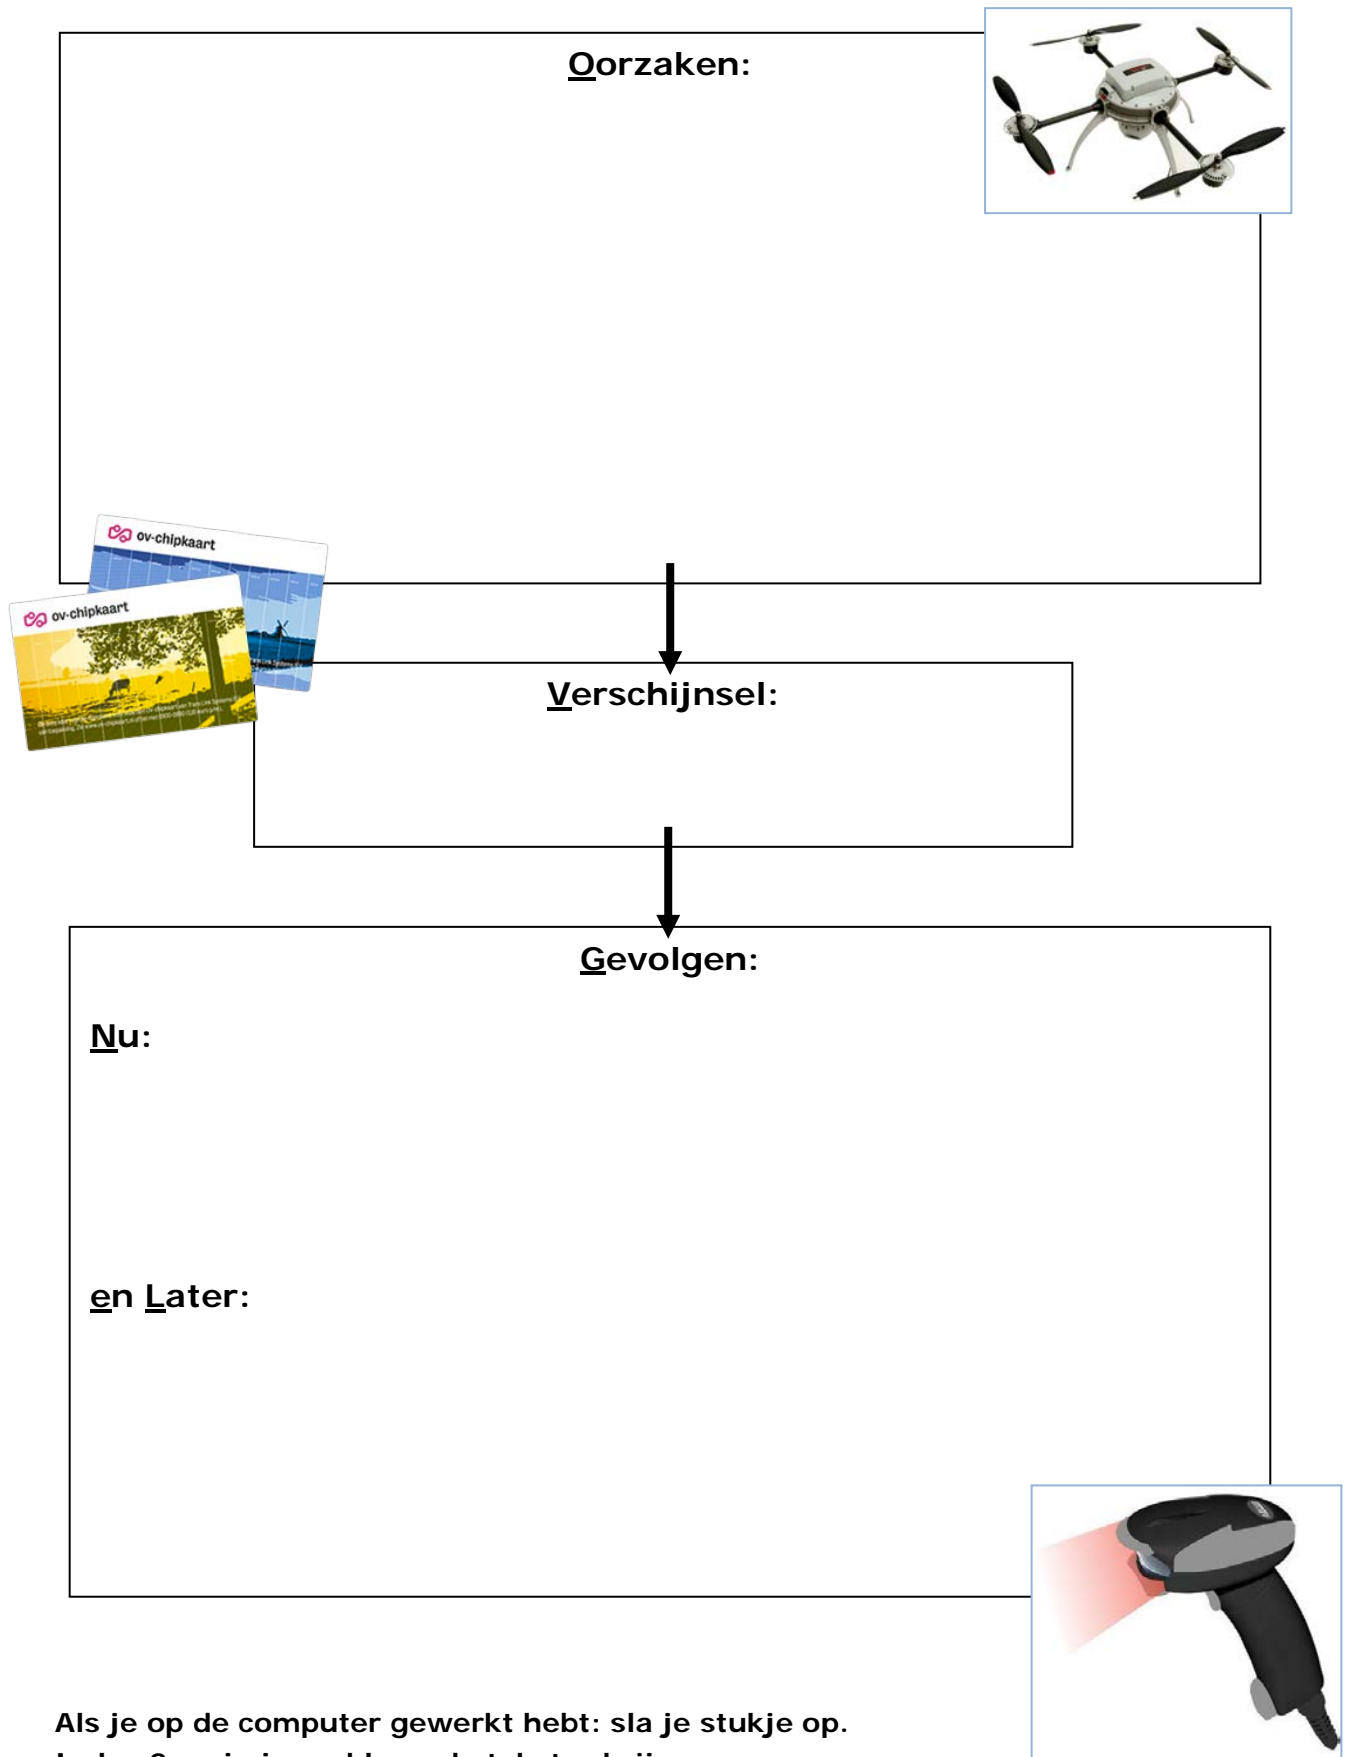 Oorzaken:
ov-chipkaart
ov-chipkaart
Verschijnsel:
Gevolgen:
Nu:
en Later:
Als je op de computer gewerkt hebt: sla je stukje op.